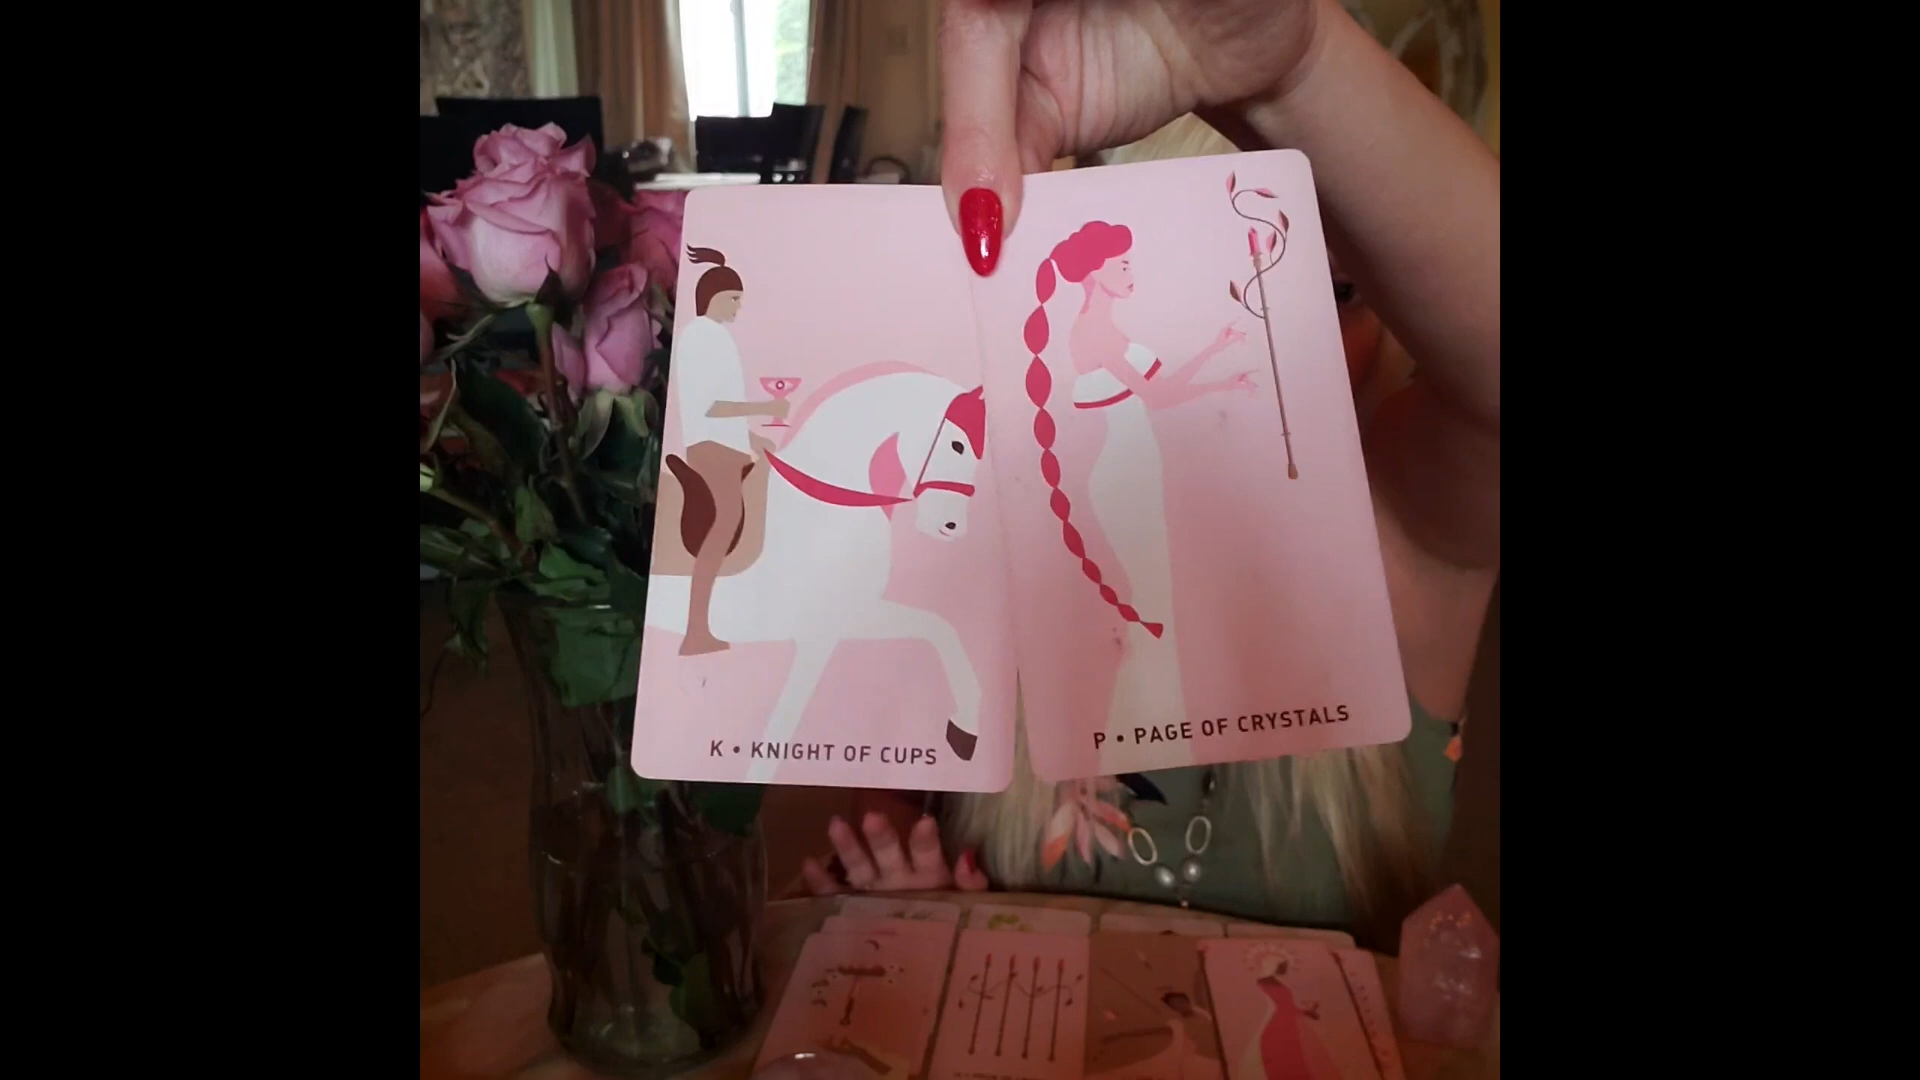 K • KNIGHT OF CUPS
P • PAGE OF CRYSTALS